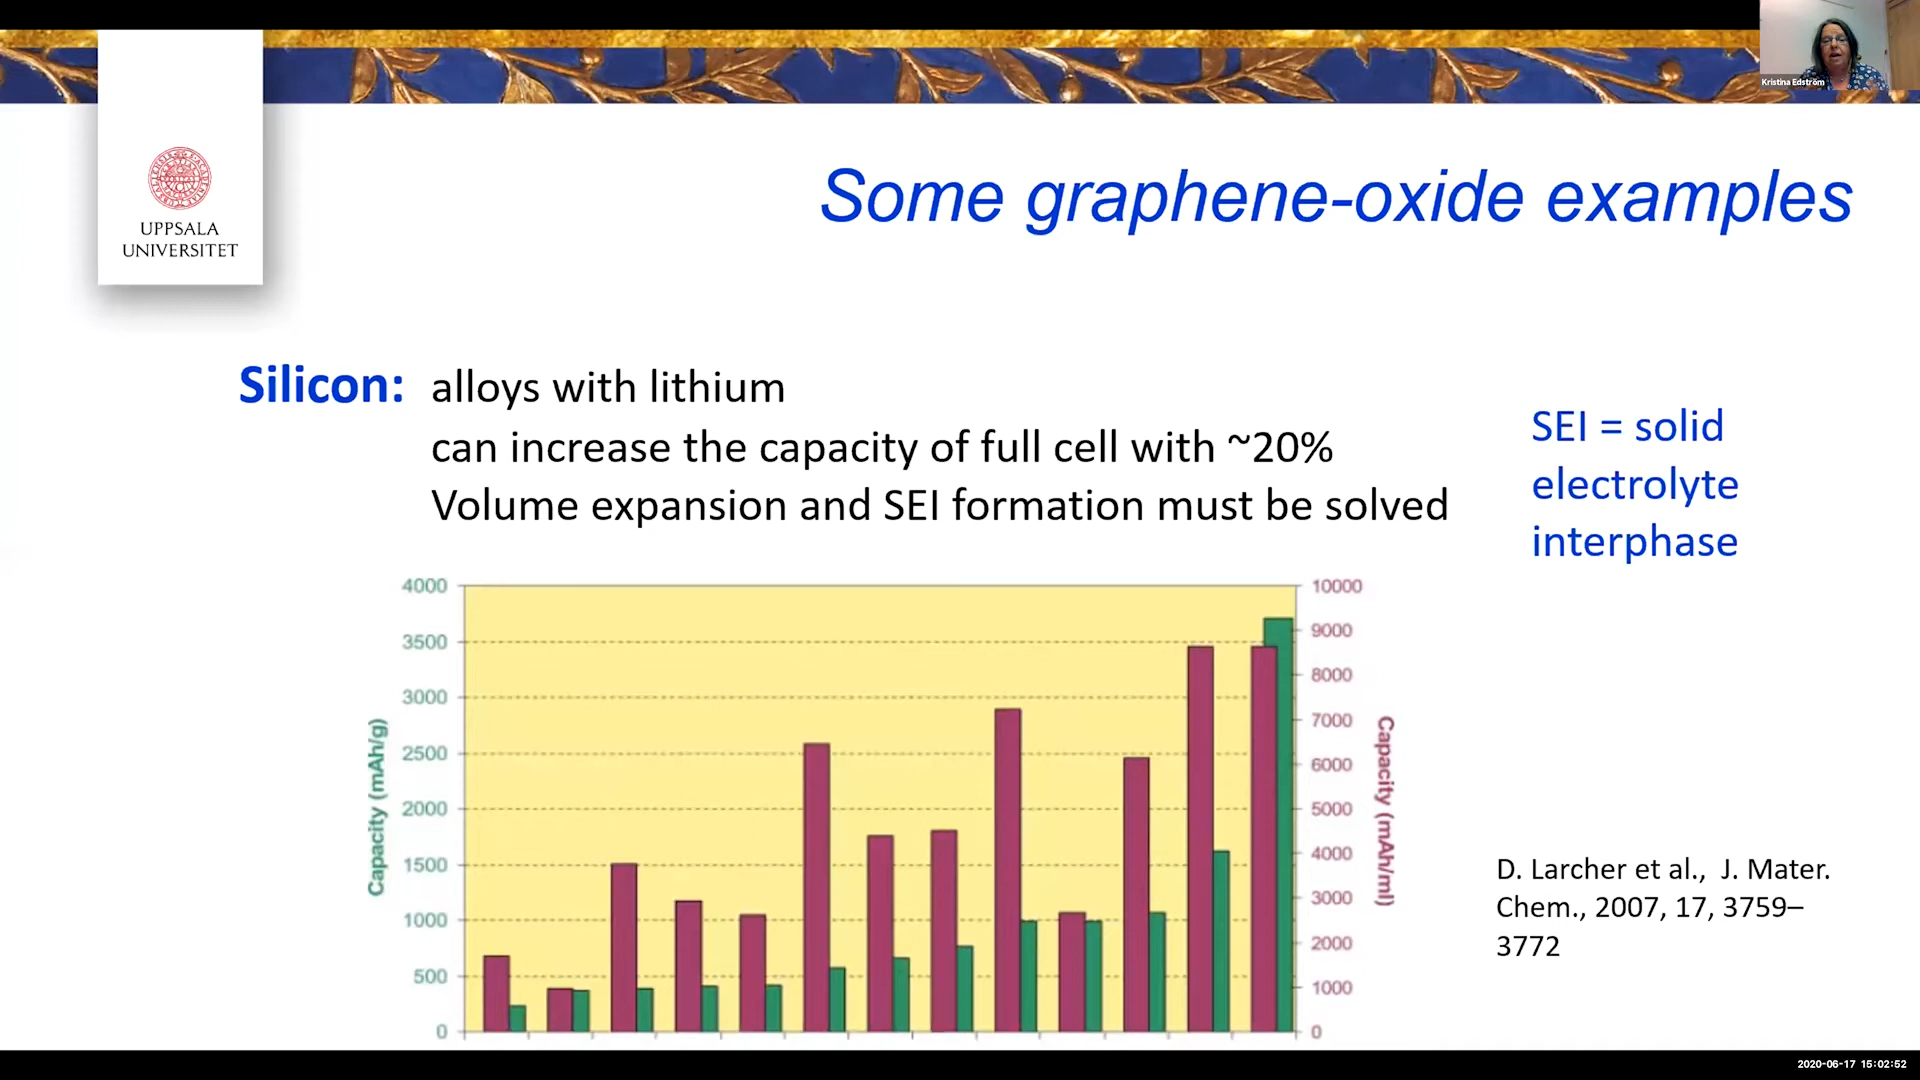 Kristina Edström
UPPSALA
UNIVERSITET
Some graphene-oxide examples
Silicon: alloys with lithium
can increase the capacity of full cell with ~20%
Volume expansion and SEI formation must be solved
SEI = solid
electrolyte
interphase
4000
3500
3000
2500
2000
1500
1000
500
0
Capacity (mAh/g)
10000
9000
8000
7000
6000
5000
4000
3000
2000
1000
0
Capacity (mAh/ml)
D. Larcher et al., J. Mater.
Chem., 2007, 17, 3759–
3772
2020-06-17 15:02:52